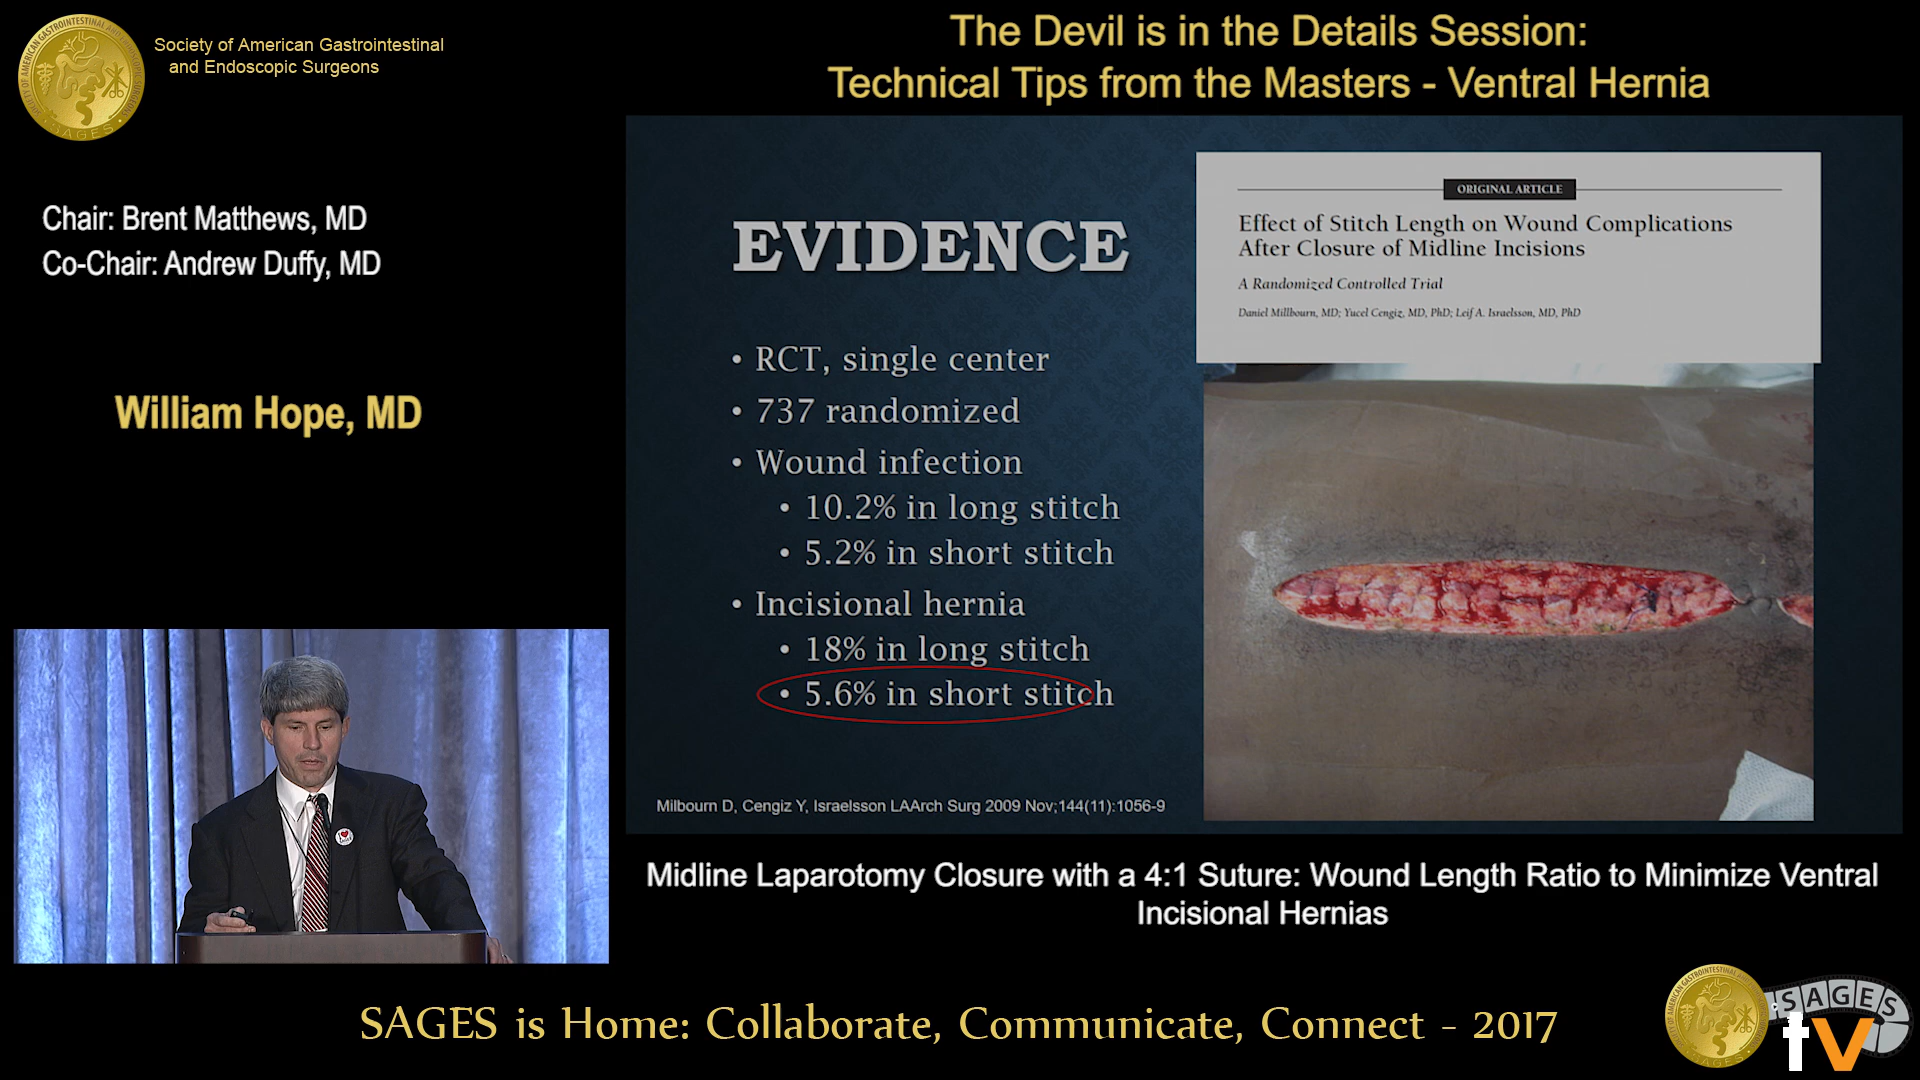 Society of American Gastrointestinal
and Endoscopic Surgeons
The Devil is in the Details Session:
Technical Tips from the Masters - Ventral Hernia
Chair: Brent Matthews, MD
Co-Chair: Andrew Duffy, MD
William Hope, MD
EVIDENCE
• RCT, single center
• 737 randomized
• Wound infection
• 10.2% in long stitch
• 5.2% in short stitch
• Incisional hernia
• 18% in long stitch
• 5.6% in short stitch
Milbourn D, Cengiz Y, Israelsson LAArch Surg 2009 Nov;144(11):1056-9
ORIGINAL ARTICLE
Effect of Stitch Length on Wound Complications
After Closure of Midline Incisions
A Randomized Controlled Trial
Daniel Millbourn, MD; Yucel Cengiz, MD, PhD; Leif A. Israelsson, MD, PhD
Midline Laparotomy Closure with a 4:1 Suture: Wound Length Ratio to Minimize Ventral
Incisional Hernias
SAGES is Home: Collaborate, Communicate, Connect - 2017
SAGES
tv